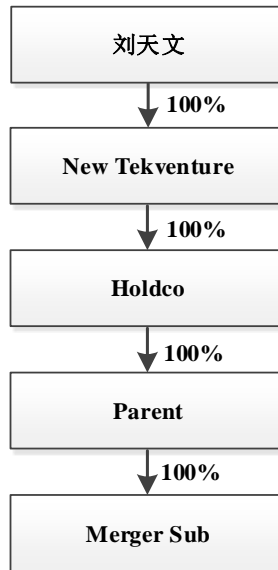 刘天文
100%
New Tekventure
100%
Holdco
100%
Parent
100%
Merger Sub